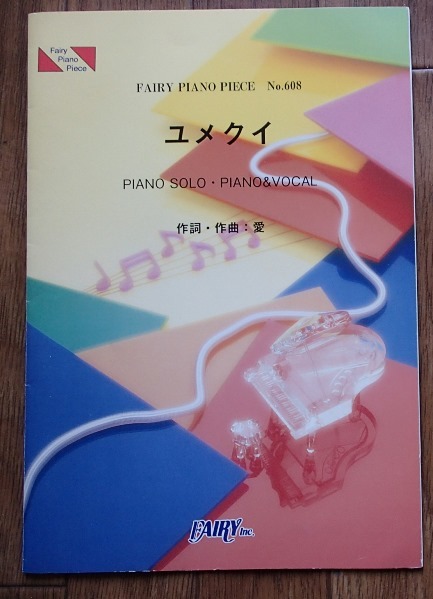 Fairy
Piano
Piece
FAIRY PIANO PIECE No.608
ユメクイ
PIANO SOLO・PIANO&VOCAL
作詞・作曲：愛
FAIRY Inc.